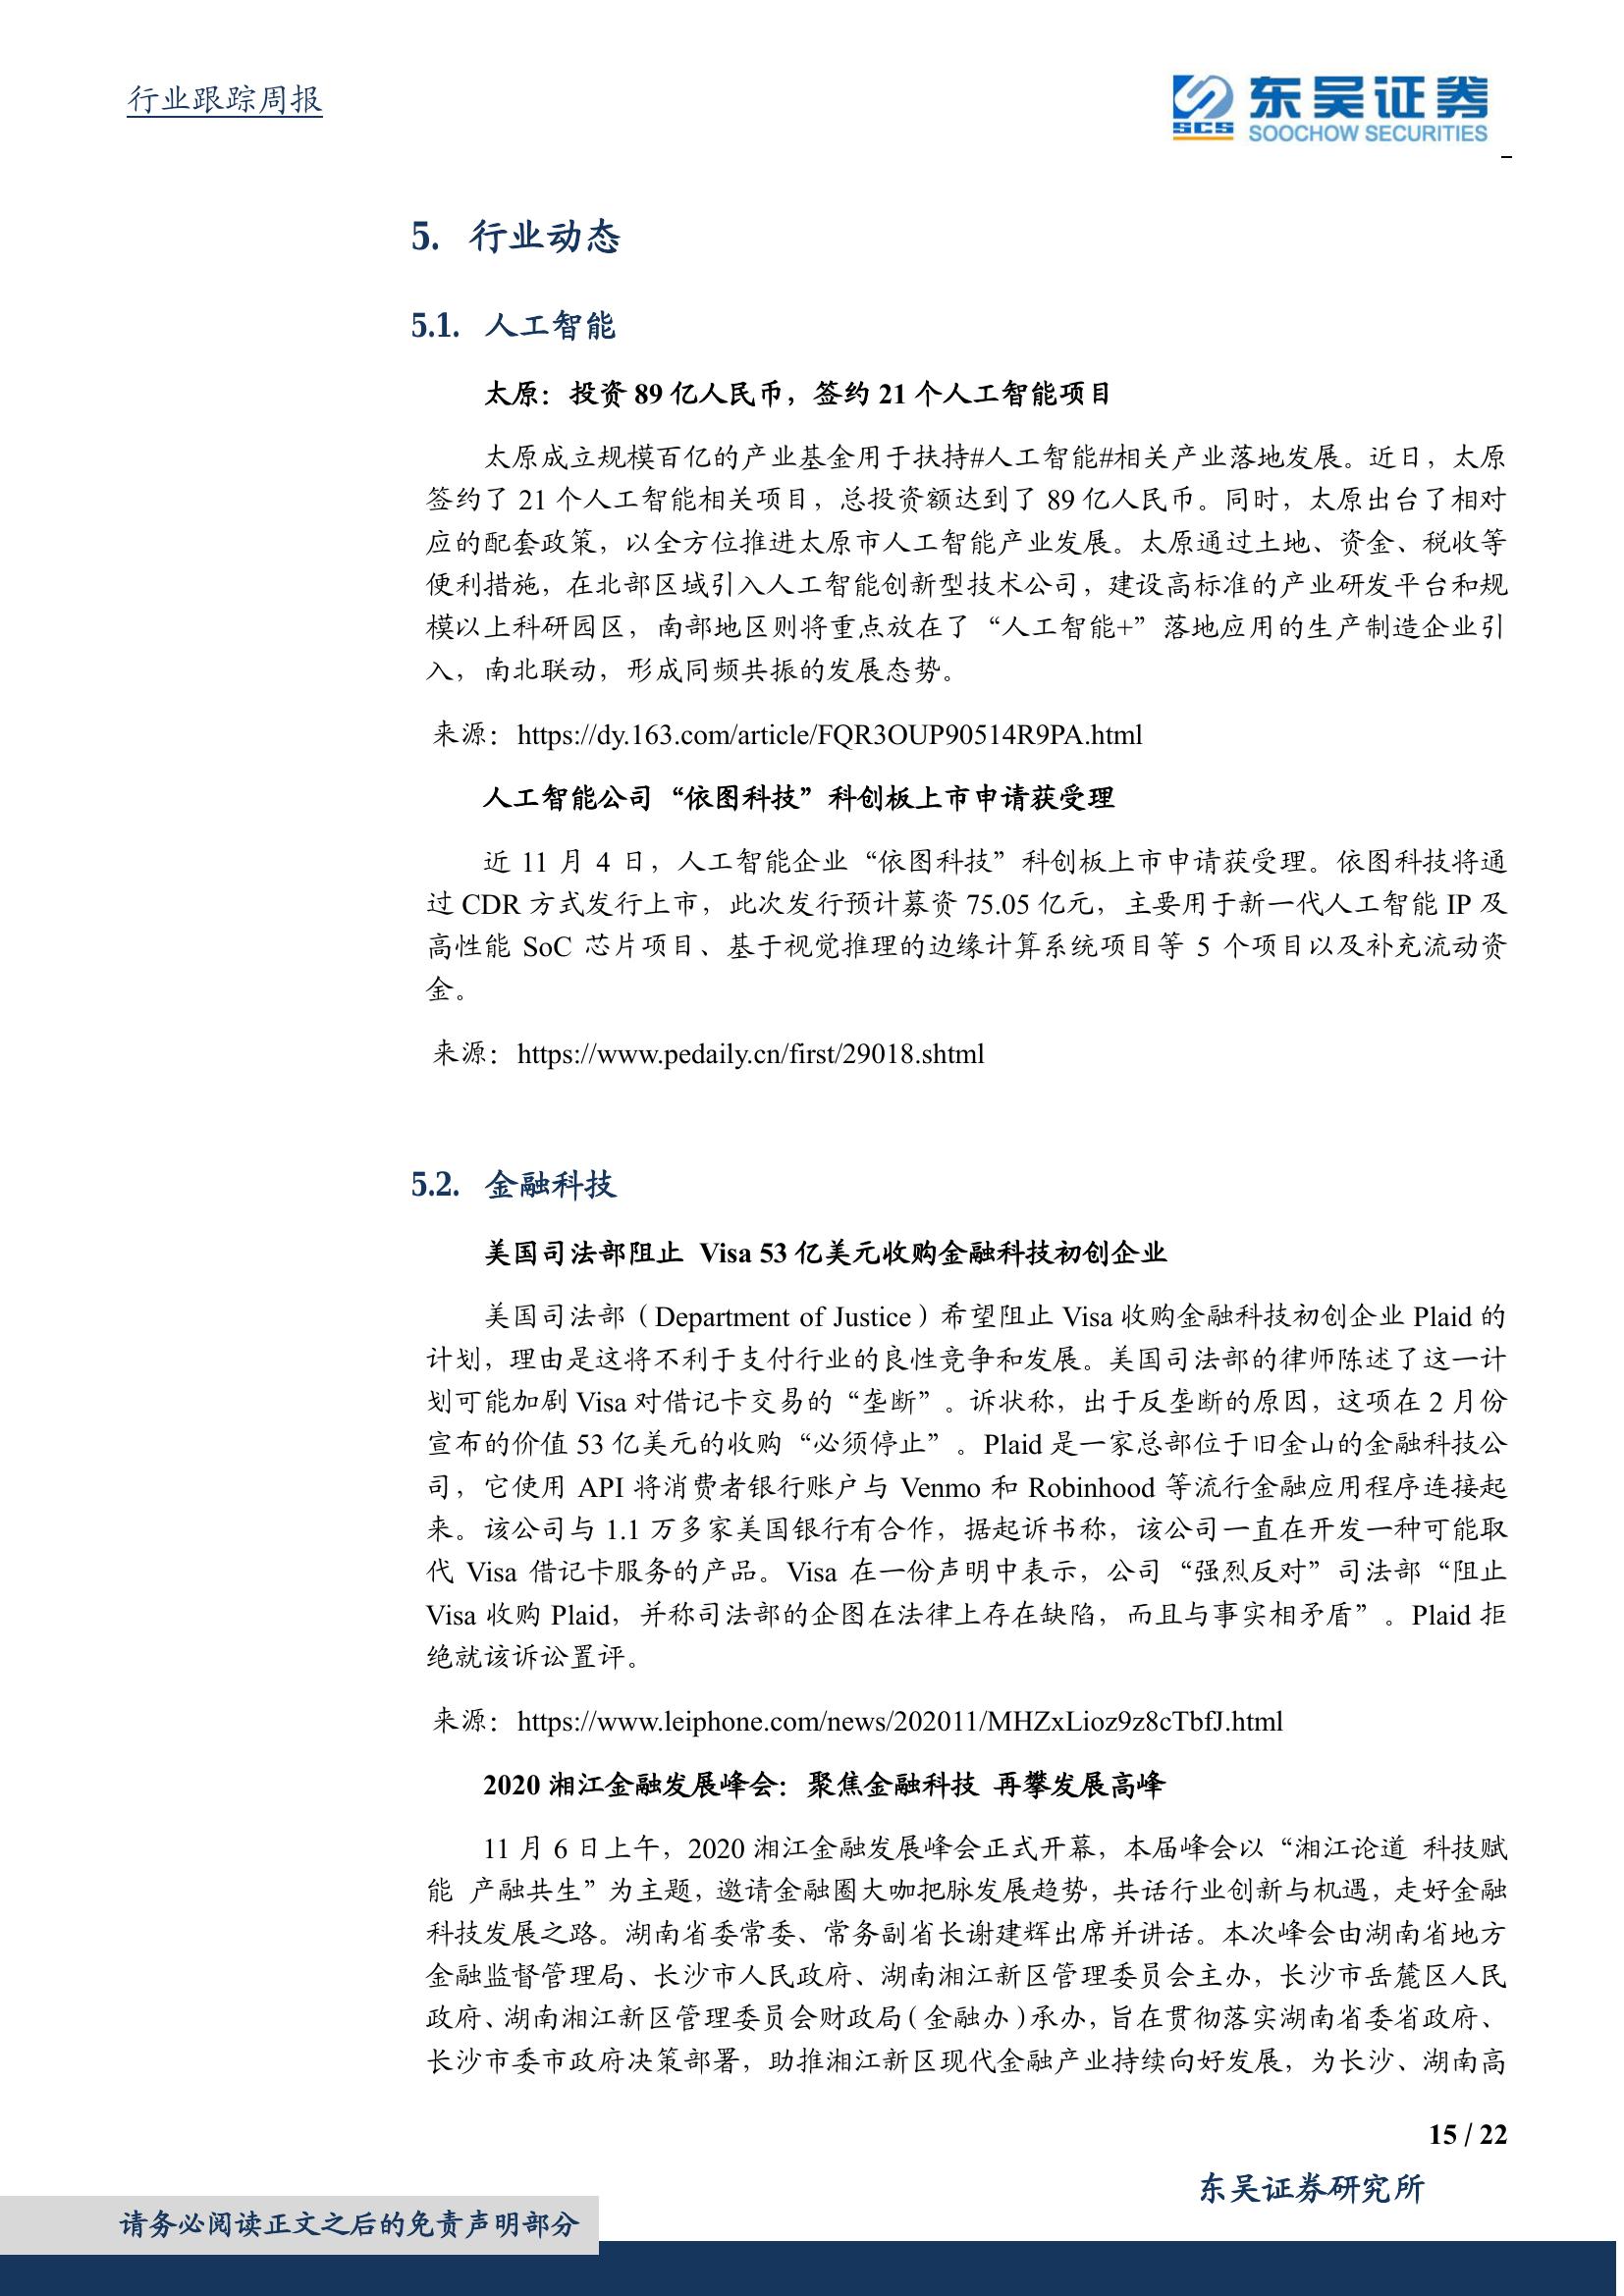 行业跟踪周报
SCS 东吴证券
SOOCHOW SECURITIES
5. 行业动态
5.1. 人工智能
太原：投资 89 亿人民币，签约 21 个人工智能项目
太原成立规模百亿的产业基金用于扶持#人工智能#相关产业落地发展。近日，太原
签约了 21 个人工智能相关项目，总投资额达到了 89 亿人民币。同时，太原出台了相对
应的配套政策，以全方位推进太原市人工智能产业发展。太原通过土地、资金、税收等
便利措施，在北部区域引入人工智能创新型技术公司，建设高标准的产业研发平台和规
模以上科研园区，南部地区则将重点放在了“人工智能+”落地应用的生产制造企业引
入，南北联动，形成同频共振的发展态势。
来源：https://dy.163.com/article/FQR3OUP90514R9PA.html
人工智能公司“依图科技”科创板上市申请获受理
近 11 月 4 日，人工智能企业“依图科技”科创板上市申请获受理。依图科技将通
过 CDR 方式发行上市，此次发行预计募资 75.05 亿元，主要用于新一代人工智能 IP 及
高性能 SoC 芯片项目、基于视觉推理的边缘计算系统项目等 5 个项目以及补充流动资
金。
来源：https://www.pedaily.cn/first/29018.shtml
5.2. 金融科技
美国司法部阻止 Visa 53 亿美元收购金融科技初创企业
美国司法部（Department of Justice）希望阻止 Visa 收购金融科技初创企业 Plaid 的
计划，理由是这将不利于支付行业的良性竞争和发展。美国司法部的律师陈述了这一计
划可能加剧 Visa 对借记卡交易的“垄断”。诉状称，出于反垄断的原因，这项在 2 月份
宣布的价值 53 亿美元的收购“必须停止”。Plaid 是一家总部位于旧金山的金融科技公
司，它使用 API 将消费者银行账户与 Venmo 和 Robinhood 等流行金融应用程序连接起
来。该公司与 1.1 万多家美国银行有合作，据起诉书称，该公司一直在开发一种可能取
代 Visa 借记卡服务的产品。Visa 在一份声明中表示，公司“强烈反对”司法部“阻止
Visa 收购 Plaid，并称司法部的企图在法律上存在缺陷，而且与事实相矛盾”。Plaid 拒
绝就该诉讼置评。
来源：https://www.leiphone.com/news/202011/MHZxLioz9z8cTbfJ.html
2020 湘江金融发展峰会：聚焦金融科技 再攀发展高峰
11 月 6 日上午，2020 湘江金融发展峰会正式开幕，本届峰会以“湘江论道 科技赋
能 产融共生”为主题，邀请金融圈大咖把脉发展趋势，共话行业创新与机遇，走好金融
科技发展之路。湖南省委常委、常务副省长谢建辉出席并讲话。本次峰会由湖南省地方
金融监督管理局、长沙市人民政府、湖南湘江新区管理委员会主办，长沙市岳麓区人民
政府、湖南湘江新区管理委员会财政局（金融办）承办，旨在贯彻落实湖南省委省政府、
长沙市委市政府决策部署，助推湘江新区现代金融产业持续向好发展，为长沙、湖南高
15 / 22
东吴证券研究所
请务必阅读正文之后的免责声明部分